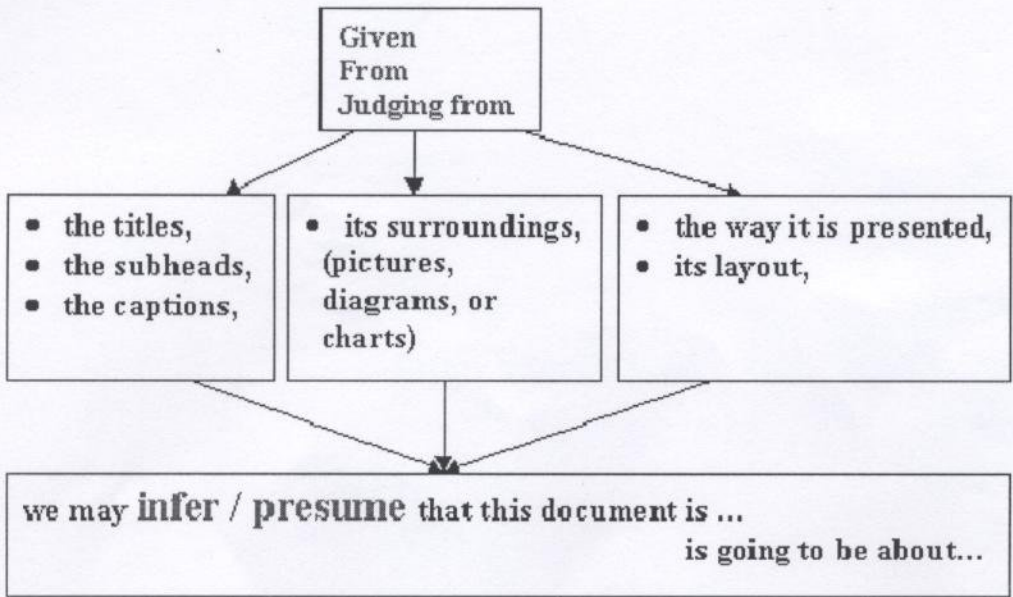 Given
From
Judging from
• the titles,
• the subheads,
• the captions,
• its surroundings,
(pictures,
diagrams, or
charts)
• the way it is presented,
• its layout,
we may infer / presume that this document is ...
is going to be about...